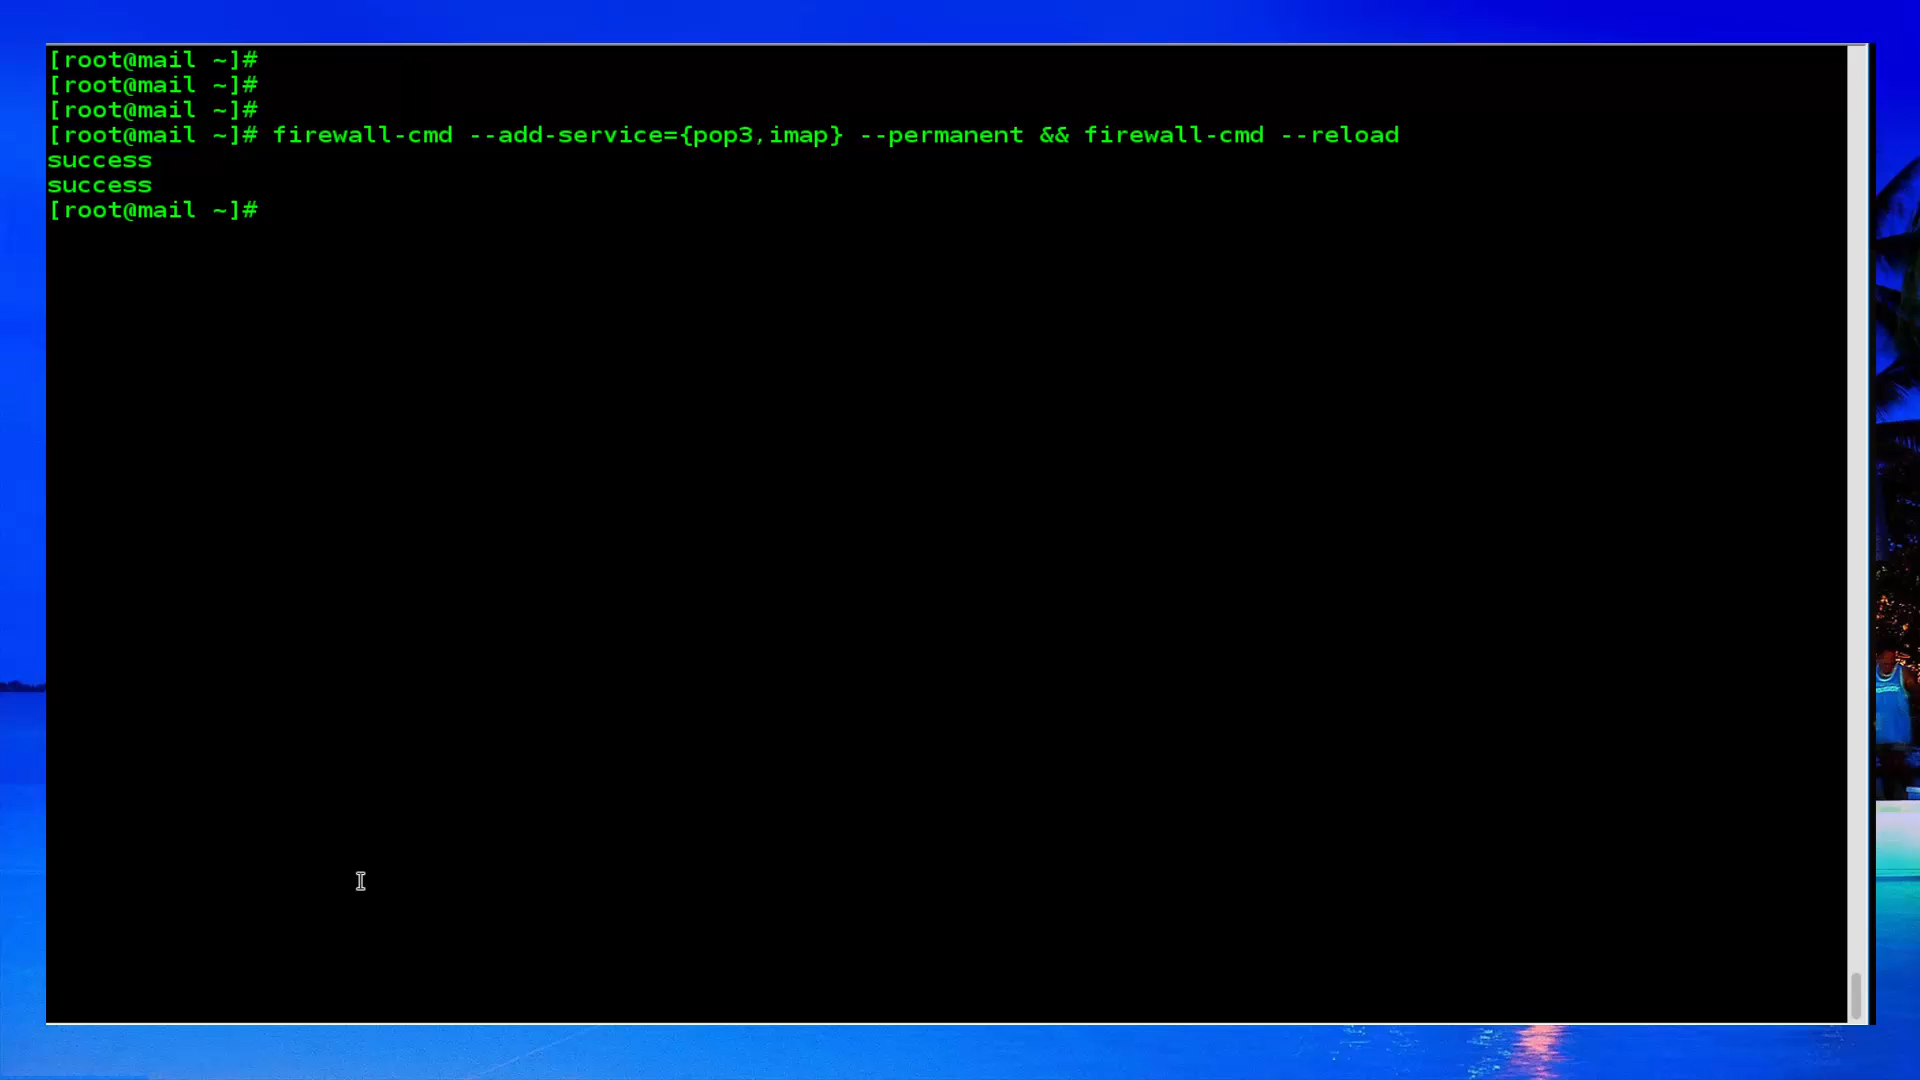 [root@mail ~]#
[root@mail ~]#
[root@mail ~]#
[root@mail ~]# firewall-cmd --add-service={pop3,imap} --permanent && firewall-cmd --reload
success
success
[root@mail ~]#